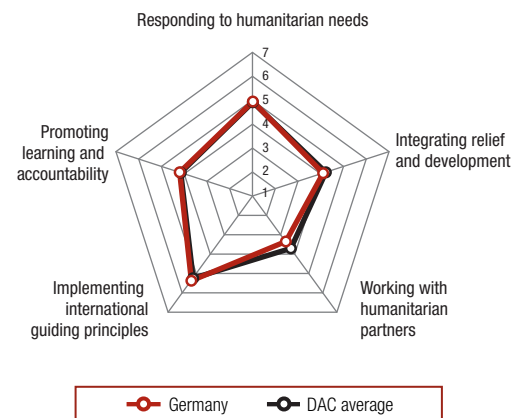 Responding to humanitarian needs
7
6
5
4
3
2
1
Promoting
learning and
accountability
Integrating relief
and development
Implementing
international
guiding principles
Working with
humanitarian
partners
Germany
DAC average